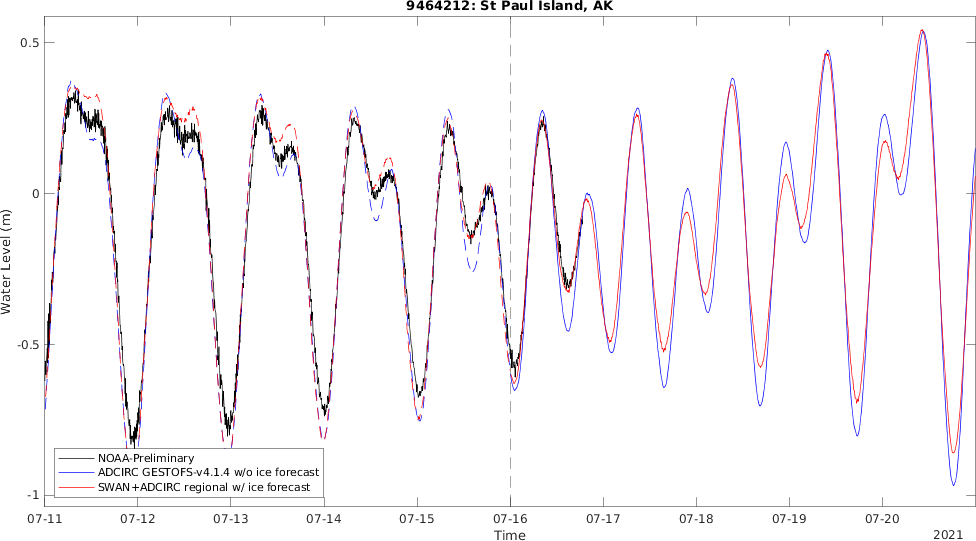 9464212: St Paul Island, AK
Water Level (m)
0.5
0
-0.5
-1
NOAA-Preliminary
ADCIRC GESTOFS-v4.1.4 w/o ice forecast
SWAN+ADCIRC regional w/ ice forecast
07-11 07-12 07-13 07-14 07-15 07-16 07-17 07-18 07-19 07-20
Time
2021